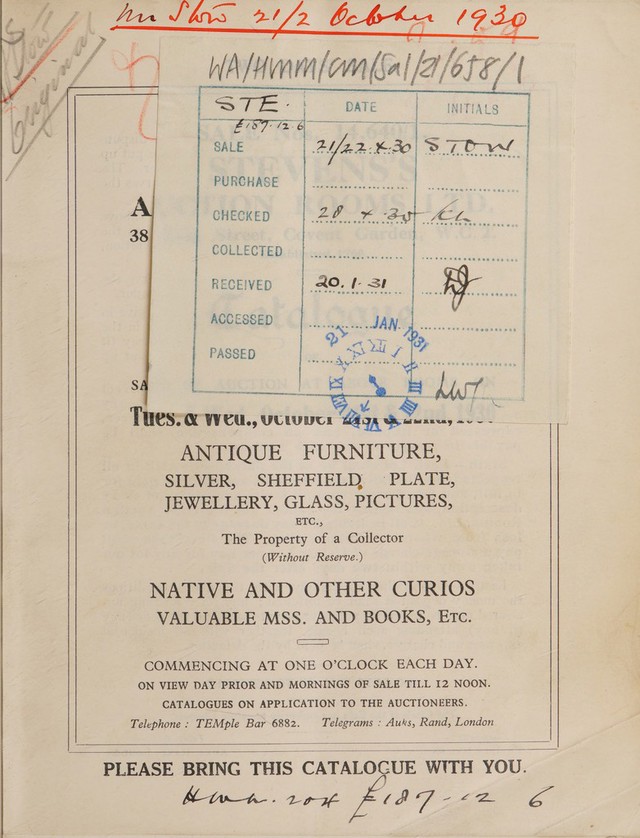 Mr Stow 21/2 October 1930
Stow
Original
WA/HMM/CM/Sal/21/658/1
STE. DATE INITIALS
£187.12.6
SALE 21/22.X.30 STOW
PURCHASE
CHECKED 28 X 30
COLLECTED
RECEIVED 20.1.31
ACCESSED
PASSED
21 JAN. 1931
A
38
SA
Tues. & Wed., October
ANTIQUE FURNITURE,
SILVER, SHEFFIELD PLATE,
JEWELLERY, GLASS, PICTURES,
ETC.,
The Property of a Collector
(Without Reserve.)
NATIVE AND OTHER CURIOS
VALUABLE MSS. AND BOOKS, ETC.
COMMENCING AT ONE O'CLOCK EACH DAY.
ON VIEW DAY PRIOR AND MORNINGS OF SALE TILL 12 NOON.
CATALOGUES ON APPLICATION TO THE AUCTIONEERS.
Telephone : TEMple Bar 6882. Telegrams : Auks, Rand, London
PLEASE BRING THIS CATALOGUE WITH YOU.
£187-12 6